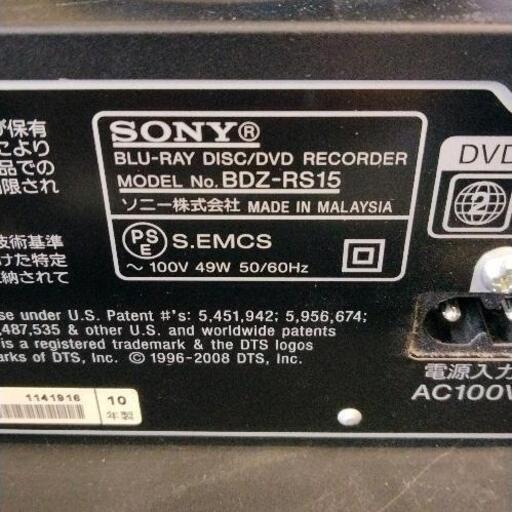 が保有
こより
品での
限され
技術基準
けた特定
納されて
SONY®
BLU-RAY DISC/DVD RECORDER
MODEL No. BDZ-RS15
ソニー株式会社 MADE IN MALAYSIA
PSE S.EMCS
～ 100V 49W 50/60Hz
DVD
2
se under U.S. Patent #'s: 5,451,942; 5,956,674;
,487,535 & other U.S. and worldwide patents
is a registered trademark & the DTS logos
arks of DTS, Inc. © 1996-2008 DTS, Inc.
1141916
10
年製
電源入力
AC100V